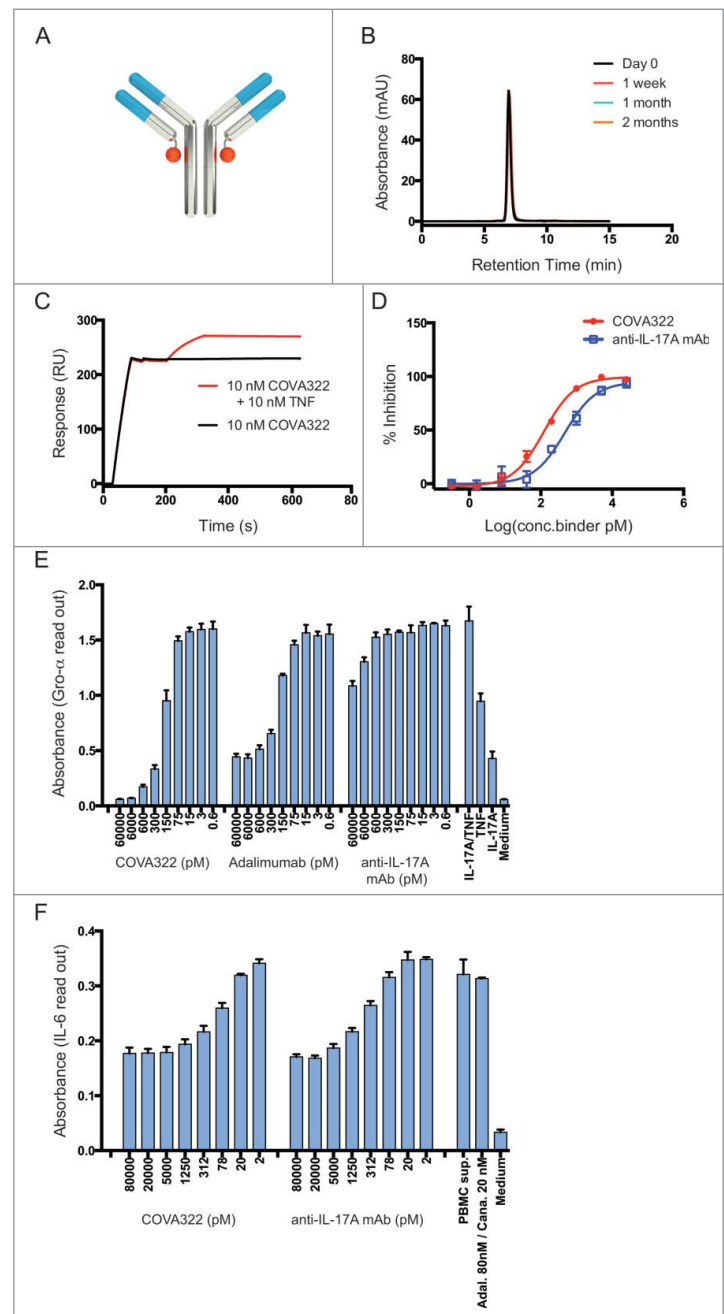 A
B
80
60
40
20
0
Absorbance (mAU)
Day 0
1 week
1 month
2 months
0 5 10 15 20
Retention Time (min)
C
300
200
100
0
Response (RU)
10 nM COVA322
+ 10 nM TNF
10 nM COVA322
0 200 400 600 80
Time (s)
D
COVA322
anti-IL-17A mAb
150
100
50
0
% Inhibition
0 2 4 6
Log(conc.binder pM)
E
2.0
1.5
1.0
0.5
0.0
Absorbance (Gro-α read out)
60000 6000 600 300 150 75 15 3 0.6
COVA322 (pM)
60000 6000 600 300 150 75 15 3 0.6
Adalimumab (pM)
60000 6000 600 300 150 75 15 3 0.6
anti-IL-17A
mAb (pM)
IL-17A/TNF
TNF
IL-17A
Medium
F
0.4
0.3
0.2
0.1
0.0
Absorbance (IL-6 read out)
80000 20000 5000 1250 312 78 20 2
COVA322 (pM)
80000 20000 5000 1250 312 78 20 2
anti-IL-17A mAb (pM)
PBMC sup.
Adal. 80nM / Cana. 20 nM
Medium